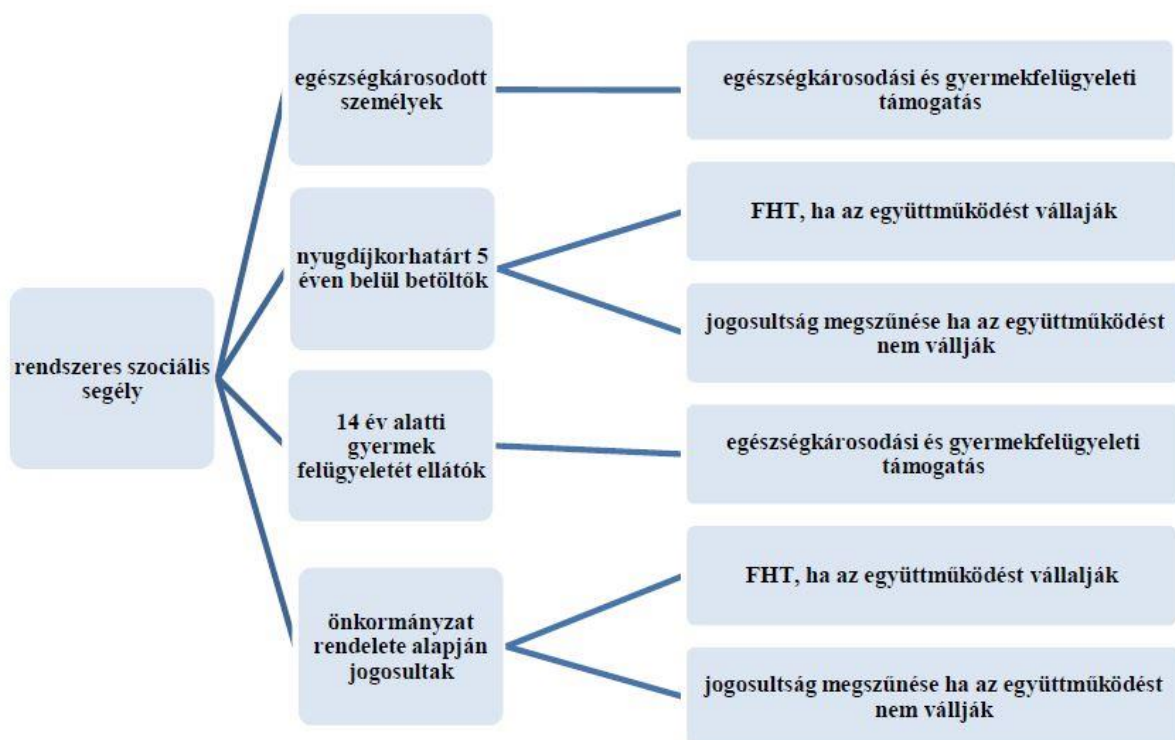 rendszeres szociális
segély
egészségkárosodott
személyek
egészségkárosodási és gyermekfelügyeleti
támogatás
nyugdíjkorhatárt 5
éven belül betöltők
FHT, ha az együttműködést vállaják
jogosultság megszűnése ha az együttműködést
nem vállják
14 év alatti
gyermek
felügyeletét ellátók
egészségkárosodási és gyermekfelügyeleti
támogatás
önkormányzat
rendelete alapján
jogosultak
FHT, ha az együttműködést vállalják
jogosultság megszűnése ha az együttműködést
nem vállják